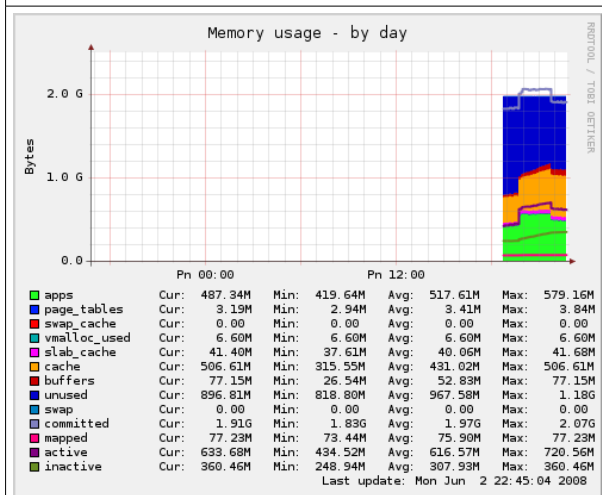 Memory usage - by day
RRDTOOL / TOBI OETIKER
Bytes
2.0 G
1.0 G
0.0
Pn 00:00 Pn 12:00
apps Cur: 487.34M Min: 419.64M Avg: 517.61M Max: 579.16M
page_tables Cur: 3.19M Min: 2.94M Avg: 3.41M Max: 3.84M
swap_cache Cur: 0.00 Min: 0.00 Avg: 0.00 Max: 0.00
vmalloc_used Cur: 6.60M Min: 6.60M Avg: 6.60M Max: 6.60M
slab_cache Cur: 41.40M Min: 37.61M Avg: 40.06M Max: 41.68M
cache Cur: 506.61M Min: 315.55M Avg: 431.02M Max: 506.61M
buffers Cur: 77.15M Min: 26.54M Avg: 52.83M Max: 77.15M
unused Cur: 896.81M Min: 818.80M Avg: 967.58M Max: 1.18G
swap Cur: 0.00 Min: 0.00 Avg: 0.00 Max: 0.00
committed Cur: 1.91G Min: 1.83G Avg: 1.97G Max: 2.07G
mapped Cur: 77.23M Min: 73.44M Avg: 75.90M Max: 77.23M
active Cur: 633.68M Min: 434.52M Avg: 616.57M Max: 720.56M
inactive Cur: 360.46M Min: 248.94M Avg: 307.93M Max: 360.46M
Last update: Mon Jun 2 22:45:04 2008